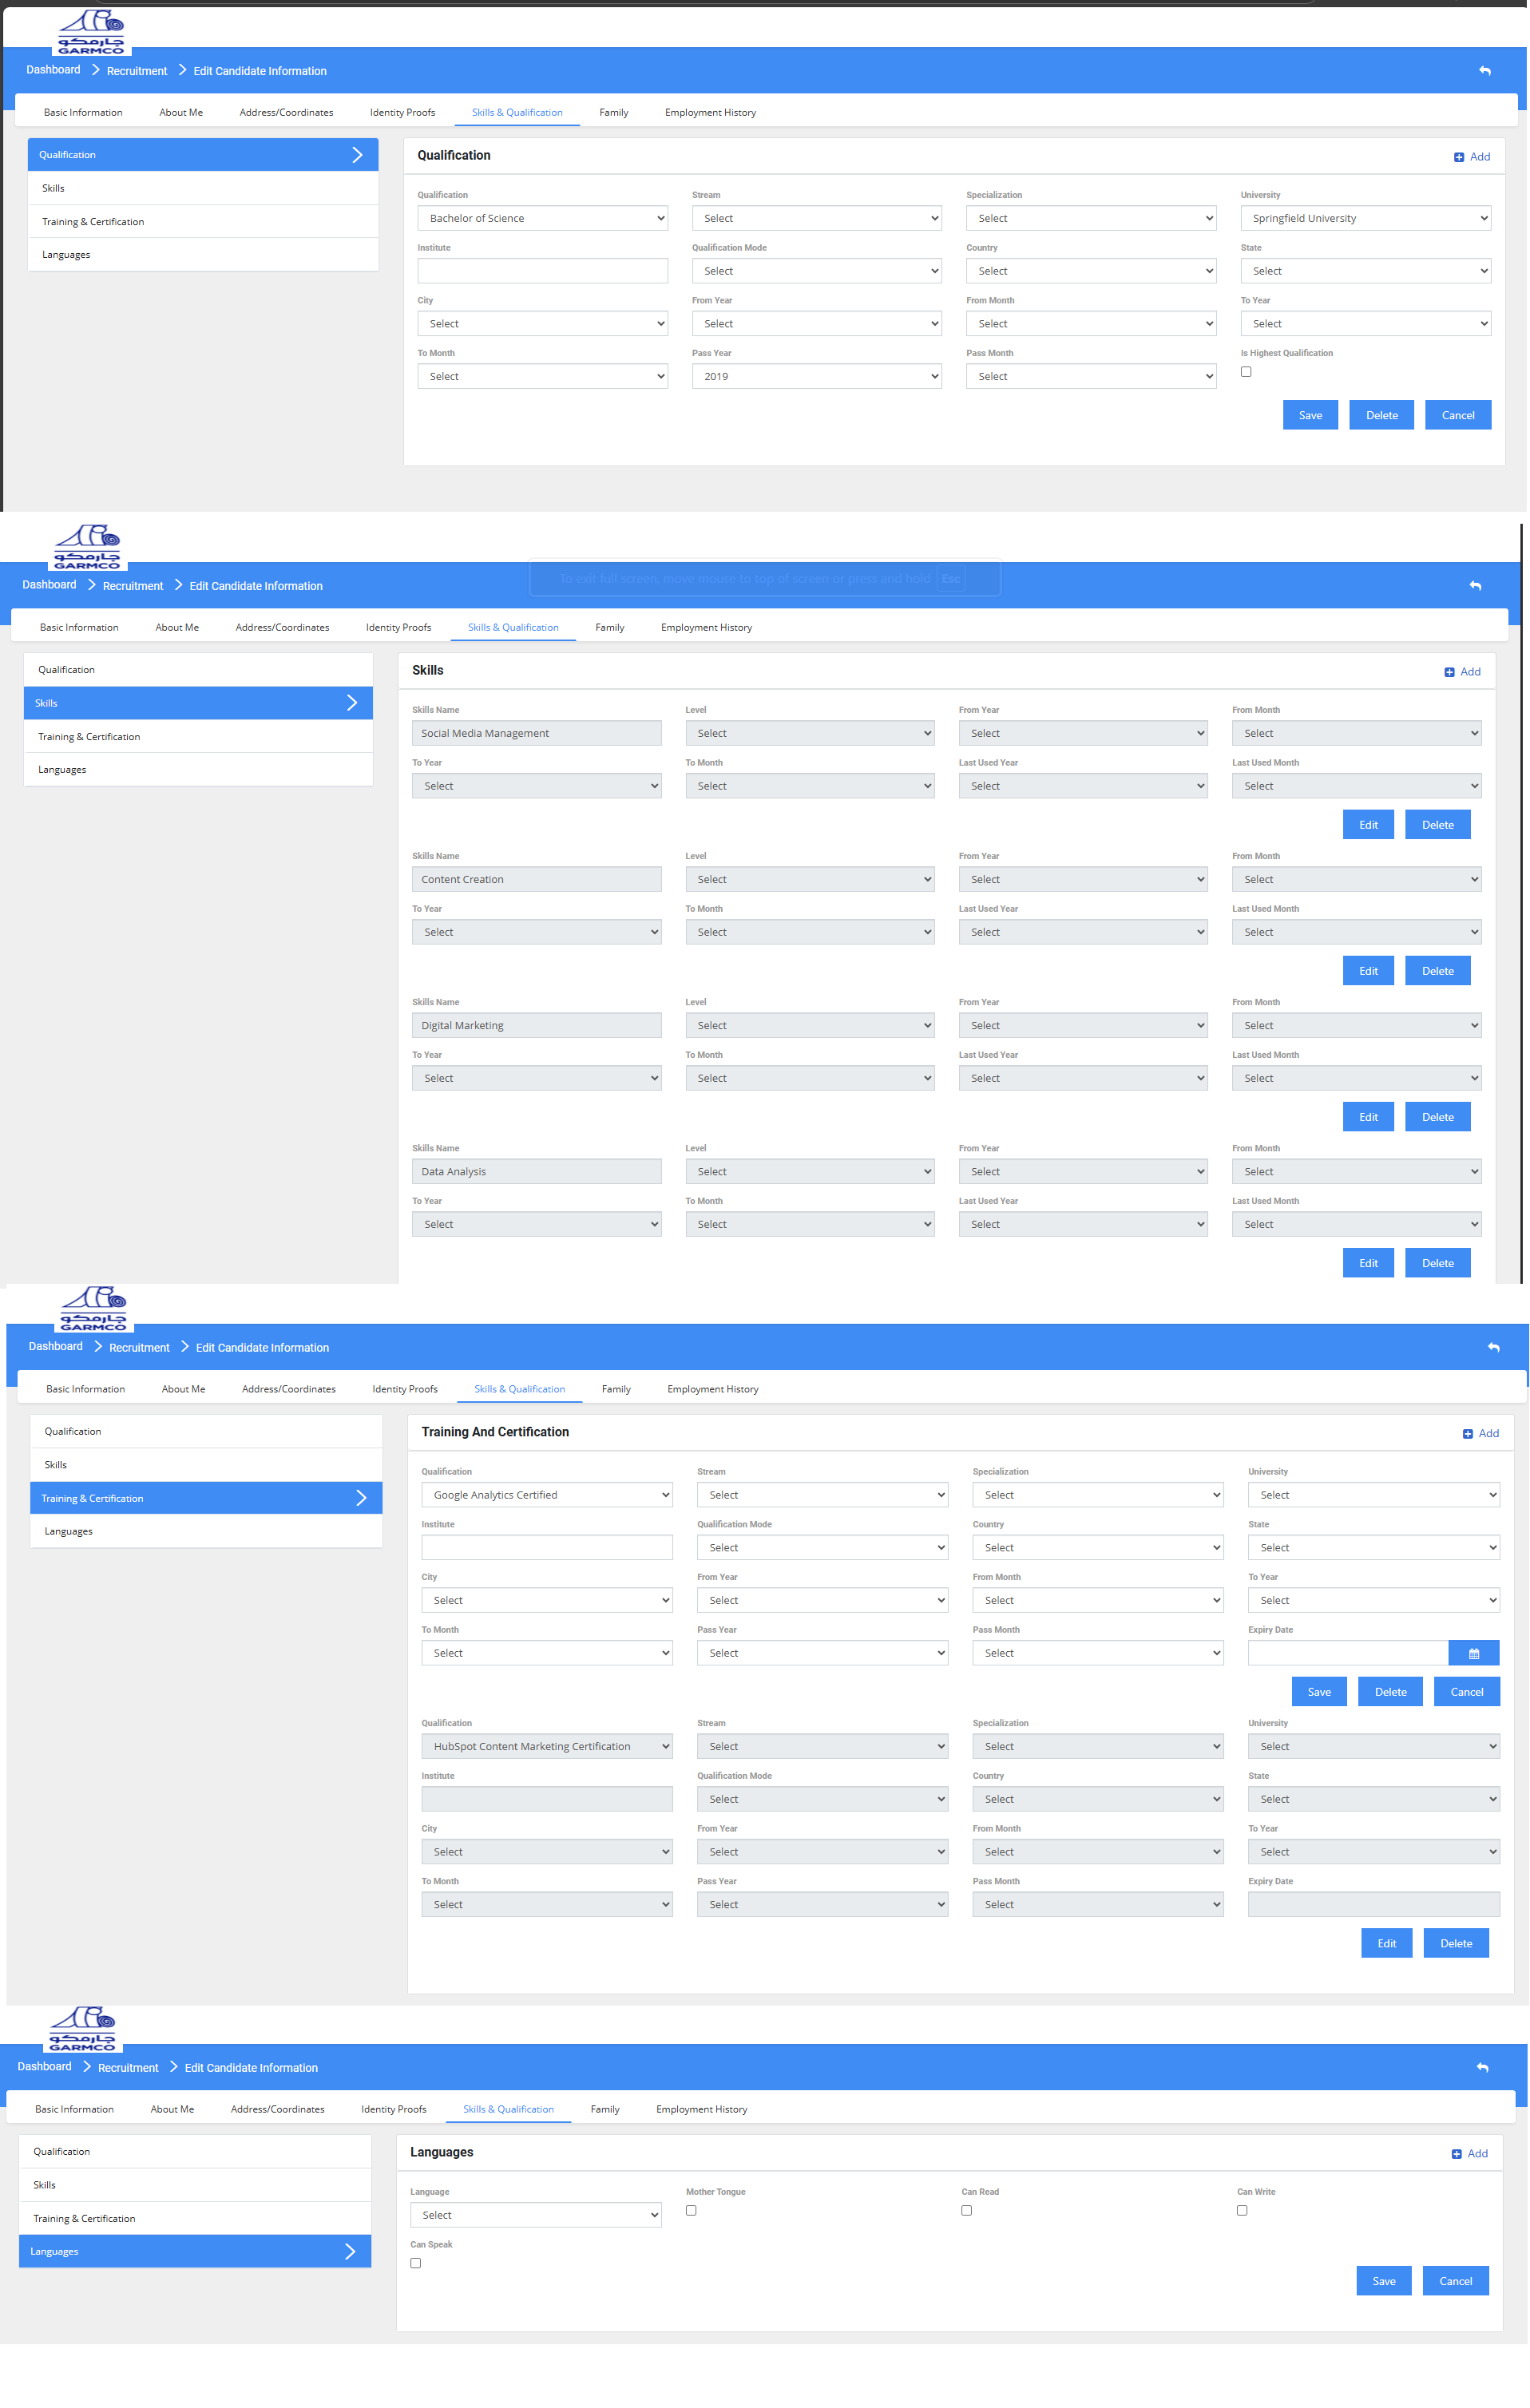 جارمكو
GARMCO
Dashboard Recruitment Edit Candidate Information
Basic Information About Me Address/Coordinates Identity Proofs Skills & Qualification Family Employment History
Qualification
Skills
Training & Certification
Languages
Qualification Add
Qualification Stream Specialization University
Bachelor of Science Select Select Springfield University
Institute Qualification Mode Country State
Select Select Select
City From Year From Month To Year
Select Select Select Select
To Month Pass Year Pass Month Is Highest Qualification
Select 2019 Select
Save Delete Cancel
جارمكو
GARMCO
To exit full screen, move mouse to top of screen or press and hold Esc
Dashboard Recruitment Edit Candidate Information
Basic Information About Me Address/Coordinates Identity Proofs Skills & Qualification Family Employment History
Qualification
Skills
Training & Certification
Languages
Skills Add
Skills Name Level From Year From Month
Social Media Management Select Select Select
To Year To Month Last Used Year Last Used Month
Select Select Select Select
Edit Delete
Skills Name Level From Year From Month
Content Creation Select Select Select
To Year To Month Last Used Year Last Used Month
Select Select Select Select
Edit Delete
Skills Name Level From Year From Month
Digital Marketing Select Select Select
To Year To Month Last Used Year Last Used Month
Select Select Select Select
Edit Delete
Skills Name Level From Year From Month
Data Analysis Select Select Select
To Year To Month Last Used Year Last Used Month
Select Select Select Select
Edit Delete
جارمكو
GARMCO
Dashboard Recruitment Edit Candidate Information
Basic Information About Me Address/Coordinates Identity Proofs Skills & Qualification Family Employment History
Qualification
Skills
Training & Certification
Languages
Training And Certification Add
Qualification Stream Specialization University
Google Analytics Certified Select Select Select
Institute Qualification Mode Country State
Select Select Select
City From Year From Month To Year
Select Select Select Select
To Month Pass Year Pass Month Expiry Date
Select Select Select
Save Delete Cancel
Qualification Stream Specialization University
HubSpot Content Marketing Certification Select Select Select
Institute Qualification Mode Country State
Select Select Select
City From Year From Month To Year
Select Select Select Select
To Month Pass Year Pass Month Expiry Date
Select Select Select
Edit Delete
جارمكو
GARMCO
Dashboard Recruitment Edit Candidate Information
Basic Information About Me Address/Coordinates Identity Proofs Skills & Qualification Family Employment History
Qualification
Skills
Training & Certification
Languages
Languages Add
Language Mother Tongue Can Read Can Write
Select
Can Speak
Save Cancel